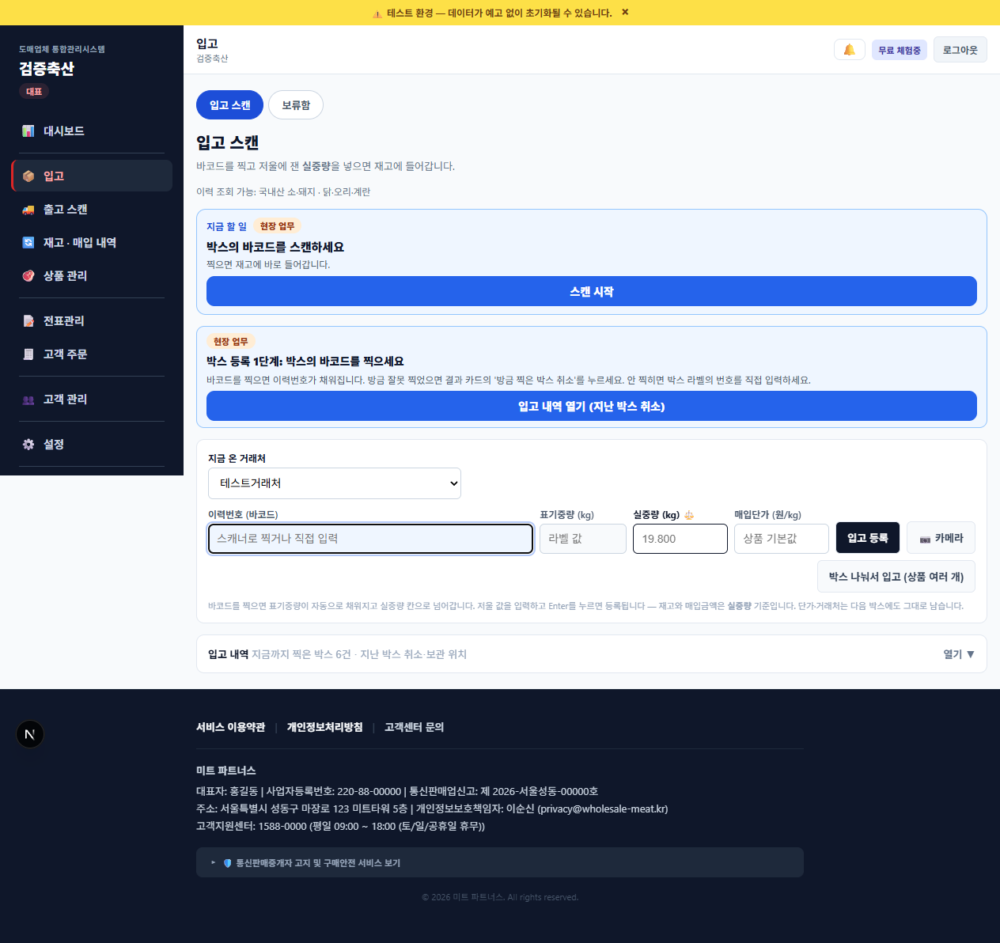 ⚠️ 테스트 환경 — 데이터가 예고 없이 초기화될 수 있습니다. ×
도매업체 통합관리시스템
검증축산
대표
대시보드
입고
출고 스캔
재고 · 매입 내역
상품 관리
전표관리
고객 주문
고객 관리
설정
입고
검증축산
무료 체험중
로그아웃
입고 스캔
보류함
입고 스캔
바코드를 찍고 저울에 잰 실중량을 넣으면 재고에 들어갑니다.
이력 조회 가능: 국내산 소·돼지 · 닭·오리·계란
지금 할 일 현장 업무
박스의 바코드를 스캔하세요
찍으면 재고에 바로 들어갑니다.
스캔 시작
현장 업무
박스 등록 1단계: 박스의 바코드를 찍으세요
바코드를 찍으면 이력번호가 채워집니다. 방금 잘못 찍었으면 결과 카드의 '방금 찍은 박스 취소'를 누르세요. 안 찍히면 박스 라벨의 번호를 직접 입력하세요.
입고 내역 열기 (지난 박스 취소)
지금 온 거래처
테스트거래처
이력번호 (바코드) 표기중량 (kg) 실중량 (kg) 매입단가 (원/kg)
스캐너로 찍거나 직접 입력 라벨 값 19.800 상품 기본값 입고 등록 카메라
박스 나눠서 입고 (상품 여러 개)
바코드를 찍으면 표기중량이 자동으로 채워지고 실중량 칸으로 넘어갑니다. 저울 값을 입력하고 Enter를 누르면 등록됩니다 — 재고와 매입금액은 실중량 기준입니다. 단가·거래처는 다음 박스에도 그대로 남습니다.
입고 내역 지금까지 찍은 박스 6건 · 지난 박스 취소·보관 위치 열기 ▼
N
서비스 이용약관 | 개인정보처리방침 | 고객센터 문의
미트 파트너스
대표자: 홍길동 | 사업자등록번호: 220-88-00000 | 통신판매업신고: 제 2026-서울성동-00000호
주소: 서울특별시 성동구 마장로 123 미트타워 5층 | 개인정보보호책임자: 이순신 (privacy@wholesale-meat.kr)
고객지원센터: 1588-0000 (평일 09:00 ~ 18:00 (토/일/공휴일 휴무))
▸ 통신판매중개자 고지 및 구매안전 서비스 보기
© 2026 미트 파트너스. All rights reserved.